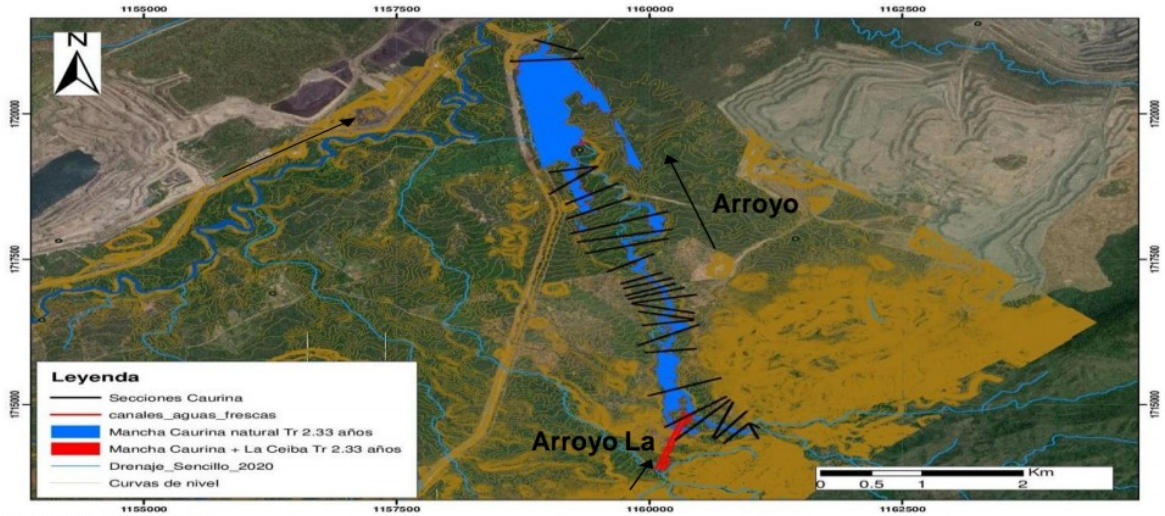 1155000 1157500 1160000 1162500
N
1720000 1720000
Arroyo
1717500 1717500
Leyenda
Secciones Caurina
canales_aguas_frescas
Mancha Caurina natural Tr 2.33 años
Mancha Caurina + La Ceiba Tr 2.33 años
Drenaje_Sencillo_2020
Curvas de nivel
1715000 1715000
Arroyo La
Km
0 0.5 1 2
1155000 1157500 1160000 1162500